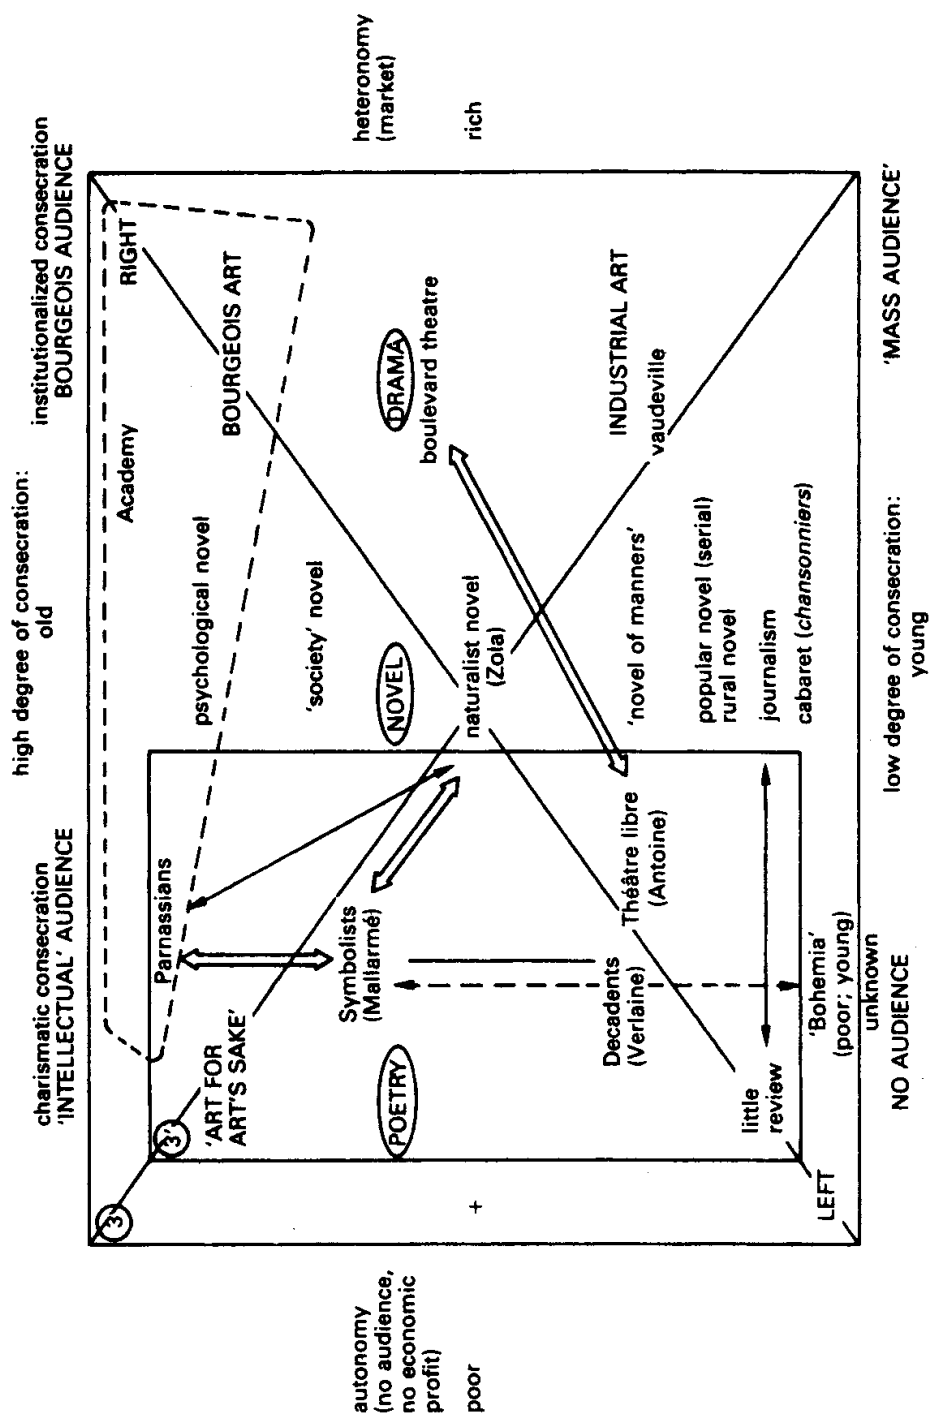 high degree of consecration:
old
charismatic consecration
'INTELLECTUAL' AUDIENCE
institutionalized consecration
BOURGEOIS AUDIENCE
3
3'
Parnassians
Academy
RIGHT
'ART FOR
ART'S SAKE'
psychological novel
BOURGEOIS ART
'society' novel
autonomy
(no audience,
no economic
profit)
poor
heteronomy
(market)
rich
POETRY
NOVEL
DRAMA
Symbolists
(Mallarmé)
boulevard theatre
naturalist novel
(Zola)
+
Decadents
(Verlaine)
Théâtre libre
(Antoine)
'novel of manners'
INDUSTRIAL ART
vaudeville
popular novel (serial)
rural novel
little
review
journalism
cabaret (chansonniers)
LEFT
'Bohemia'
(poor; young)
unknown
NO AUDIENCE
'MASS AUDIENCE'
low degree of consecration:
young